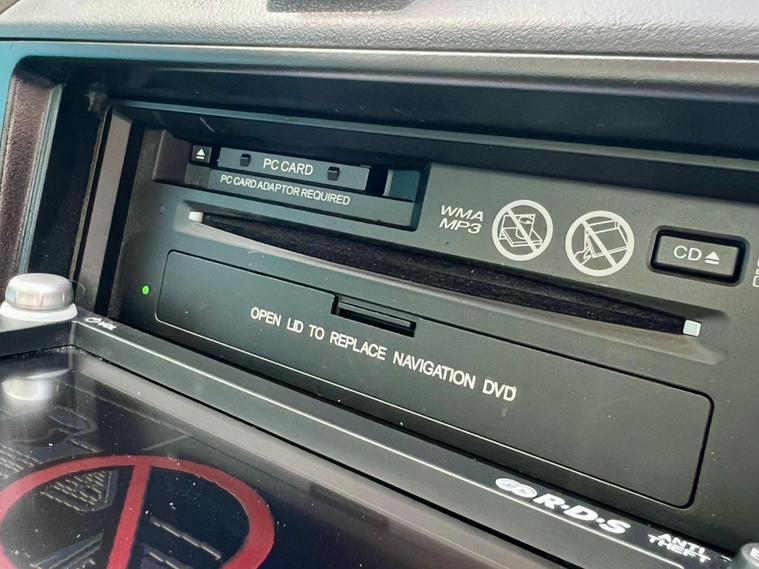 PC CARD
PC CARD ADAPTOR REQUIRED
WMA
MP3
CD
OPEN LID TO REPLACE NAVIGATION DVD
R·D·S
ANTI
THEFT